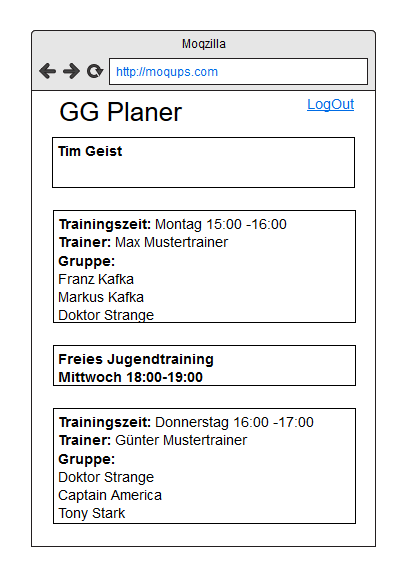 Moqzilla
http://moqups.com
GG Planer
LogOut
Tim Geist
Trainingszeit: Montag 15:00 -16:00
Trainer: Max Mustertrainer
Gruppe:
Franz Kafka
Markus Kafka
Doktor Strange
Freies Jugendtraining
Mittwoch 18:00-19:00
Trainingszeit: Donnerstag 16:00 -17:00
Trainer: Günter Mustertrainer
Gruppe:
Doktor Strange
Captain America
Tony Stark